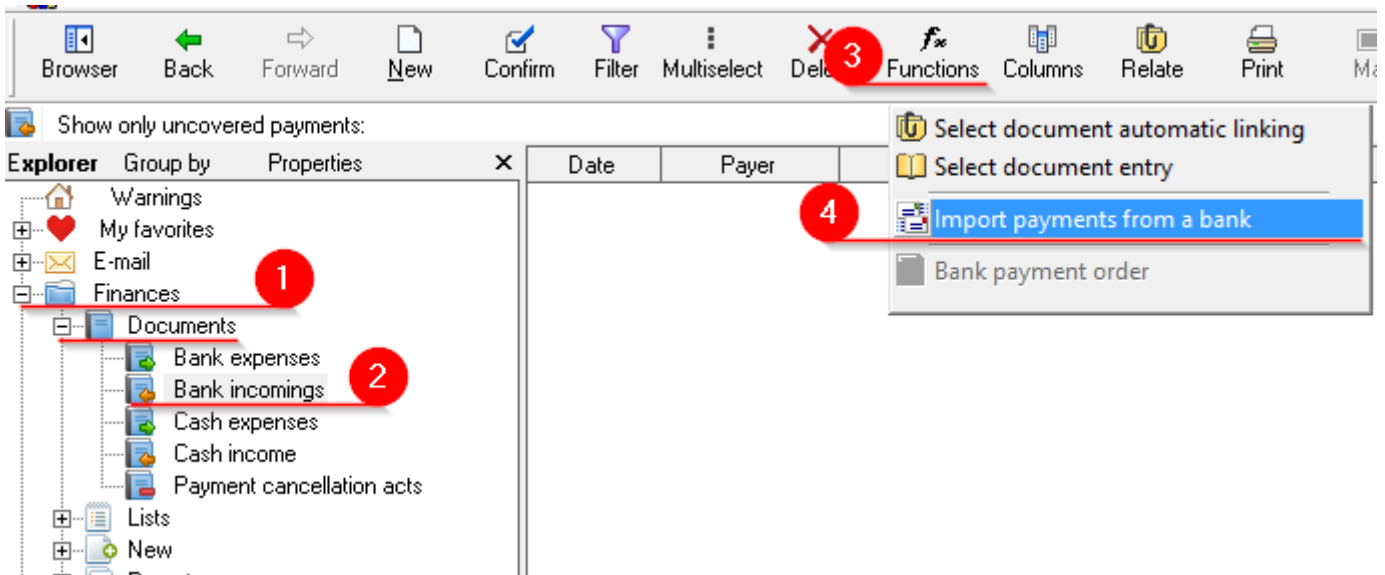 Browser Back Forward New Confirm Filter Multiselect Dele 3 Functions Columns Relate Print
Show only uncovered payments:
Explorer Group by Properties
Date Payer
Select document automatic linking
Select document entry
4 Import payments from a bank
Bank payment order
Warnings
My favorites
E-mail
1
Finances
Documents
Bank expenses
2
Bank incomings
Cash expenses
Cash income
Payment cancellation acts
Lists
New